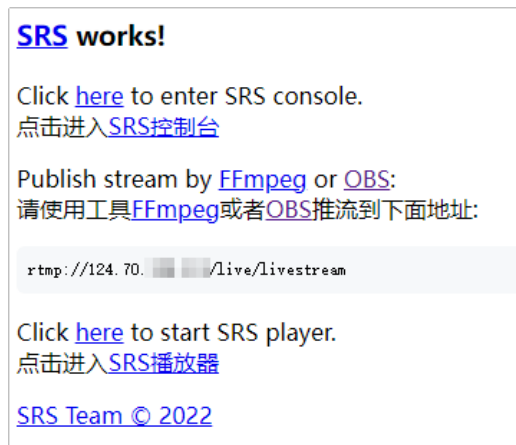 SRS works!
Click here to enter SRS console.
点击进入SRS控制台
Publish stream by FFmpeg or OBS:
请使用工具FFmpeg或者OBS推流到下面地址:
rtmp://124.70. /live/livestream
Click here to start SRS player.
点击进入SRS播放器
SRS Team © 2022